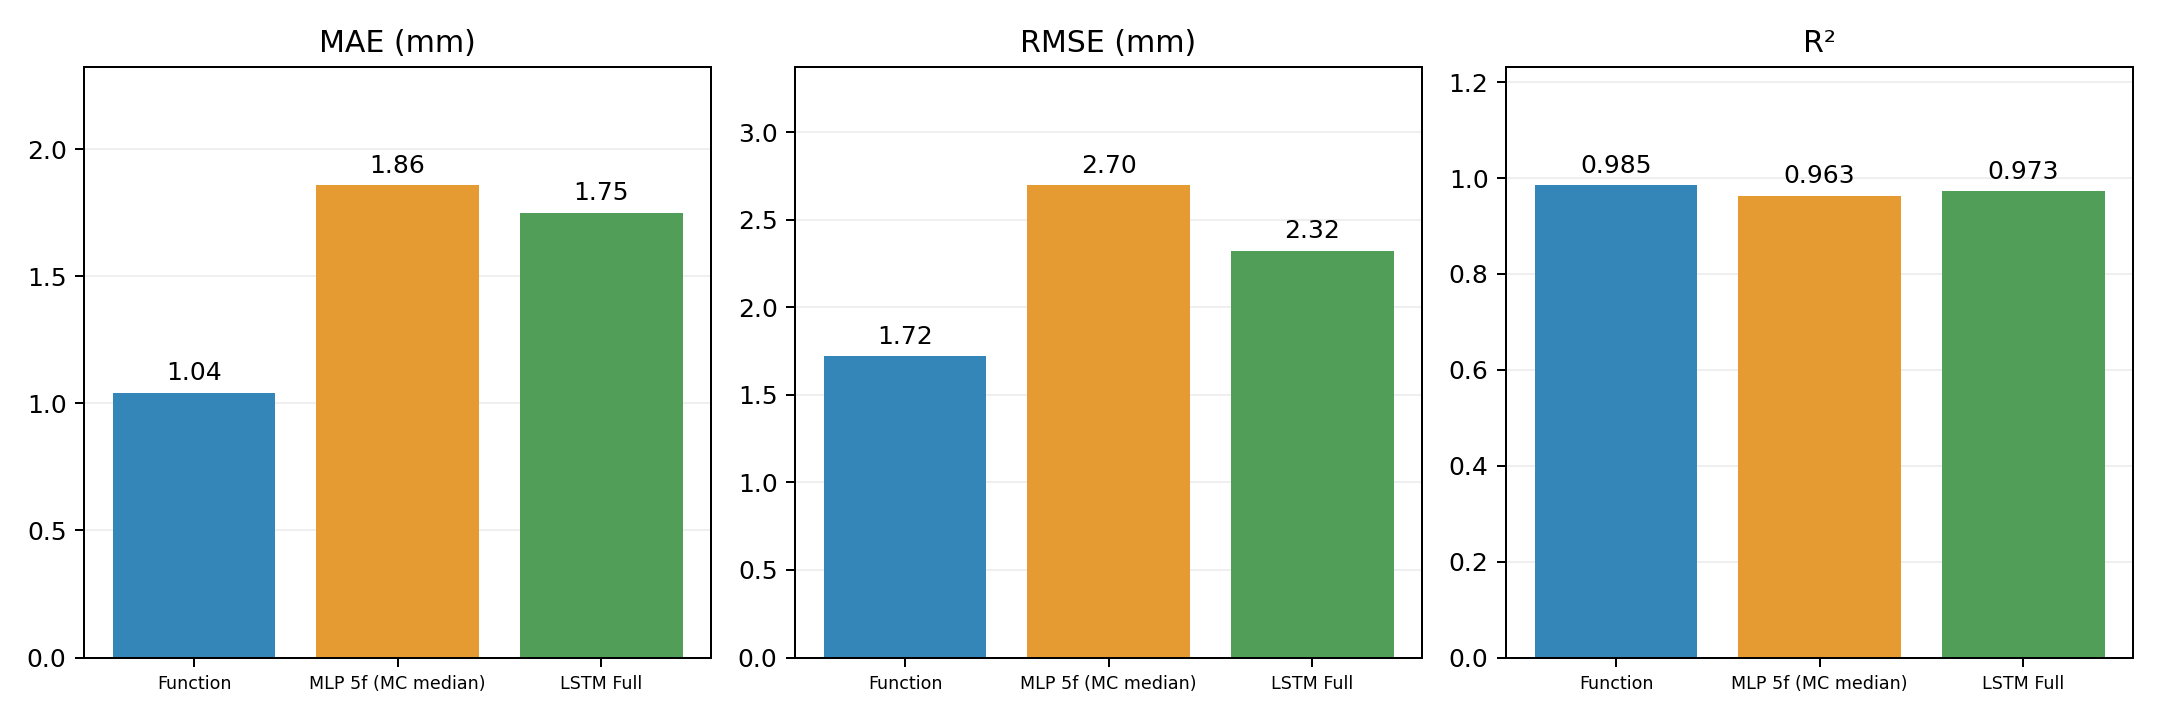 MAE (mm)
2.0
1.5
1.0
0.5
0.0
1.04
1.86
1.75
Function
MLP 5f (MC median)
LSTM Full
RMSE (mm)
3.0
2.5
2.0
1.5
1.0
0.5
0.0
1.72
2.70
2.32
Function
MLP 5f (MC median)
LSTM Full
R²
1.2
1.0
0.8
0.6
0.4
0.2
0.0
0.985
0.963
0.973
Function
MLP 5f (MC median)
LSTM Full